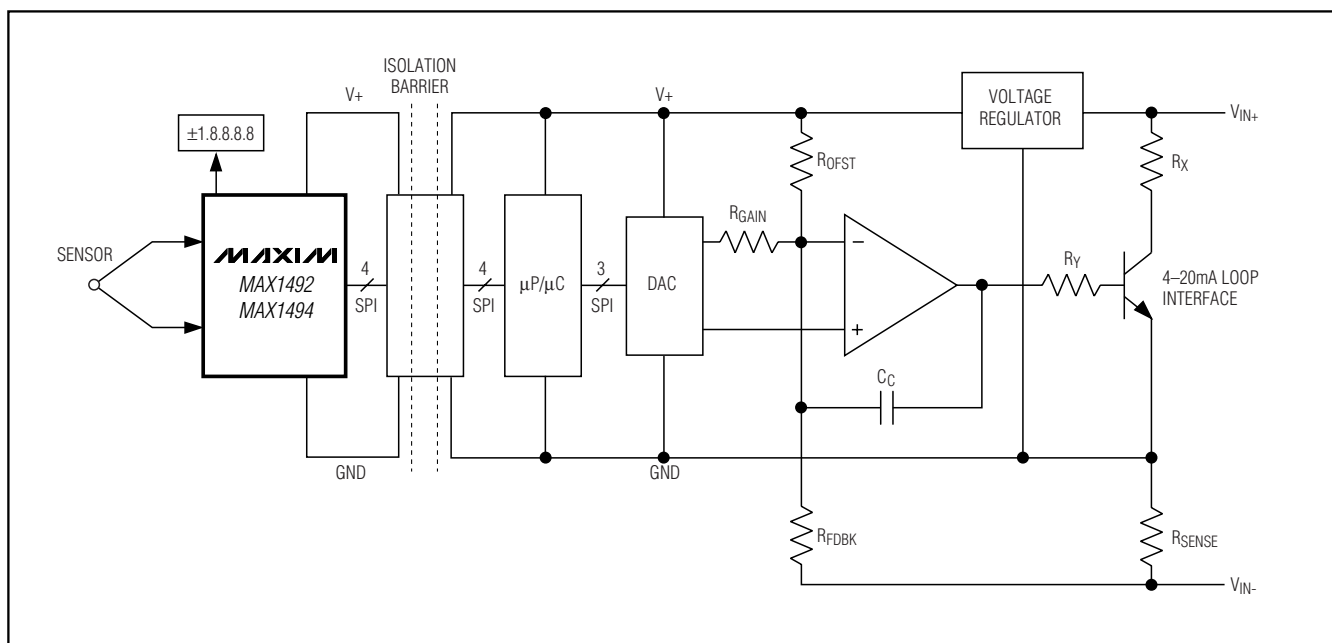 ISOLATION
BARRIER
V+
V+
VOLTAGE
REGULATOR
VIN+
±1.8.8.8.8
ROFST
RX
RGAIN
−
SENSOR
MAXIM
MAX1492
MAX1494
4
SPI
4
SPI
µP/µC
3
SPI
DAC
RY
4–20mA LOOP
INTERFACE
+
CC
GND
GND
RFDBK
RSENSE
VIN-